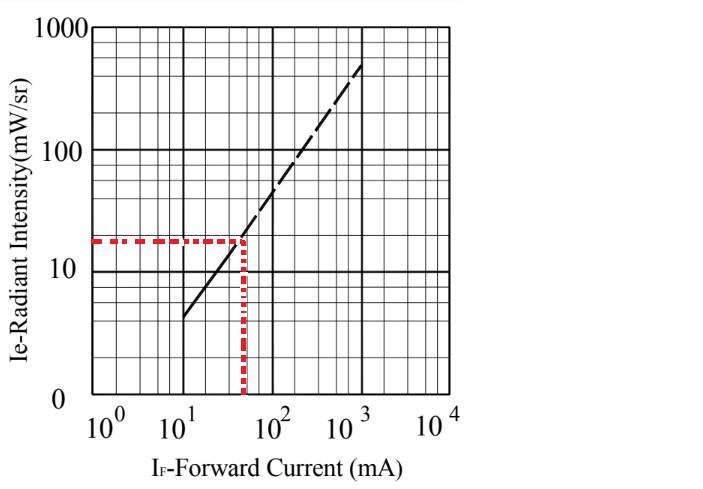 1000
100
10
0
Ie-Radiant Intensity(mW/sr)
10⁰ 10¹ 10² 10³ 10⁴
IF-Forward Current (mA)